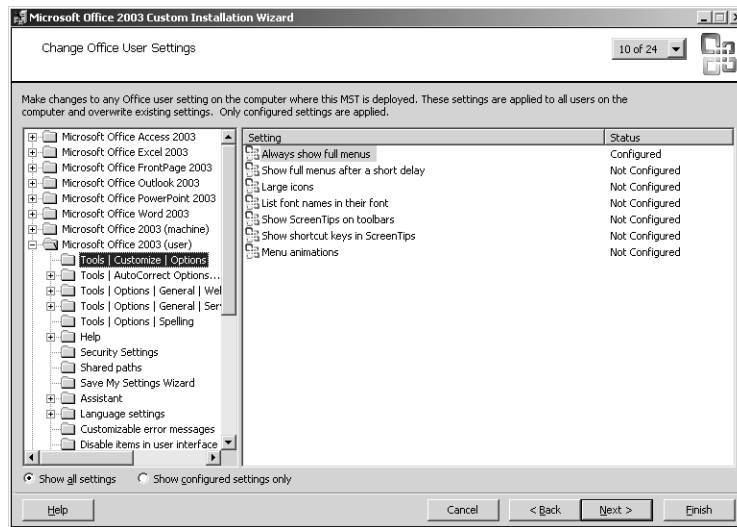 Microsoft Office 2003 Custom Installation Wizard
Change Office User Settings
10 of 24
Make changes to any Office user setting on the computer where this MST is deployed. These settings are applied to all users on the
computer and overwrite existing settings. Only configured settings are applied.
Microsoft Office Access 2003
Microsoft Office Excel 2003
Microsoft Office FrontPage 2003
Microsoft Office Outlook 2003
Microsoft Office PowerPoint 2003
Microsoft Office Word 2003
Microsoft Office 2003 (machine)
Microsoft Office 2003 (user)
Tools | Customize | Options
Tools | AutoCorrect Options...
Tools | Options | General | Wel
Tools | Options | General | Ser
Tools | Options | Spelling
Help
Security Settings
Shared paths
Save My Settings Wizard
Assistant
Language settings
Customizable error messages
Disable items in user interface
Setting Status
Always show full menus Configured
Show full menus after a short delay Not Configured
Large icons Not Configured
List font names in their font Not Configured
Show ScreenTips on toolbars Not Configured
Show shortcut keys in ScreenTips Not Configured
Menu animations Not Configured
Show all settings Show configured settings only
Help Cancel < Back Next > Finish